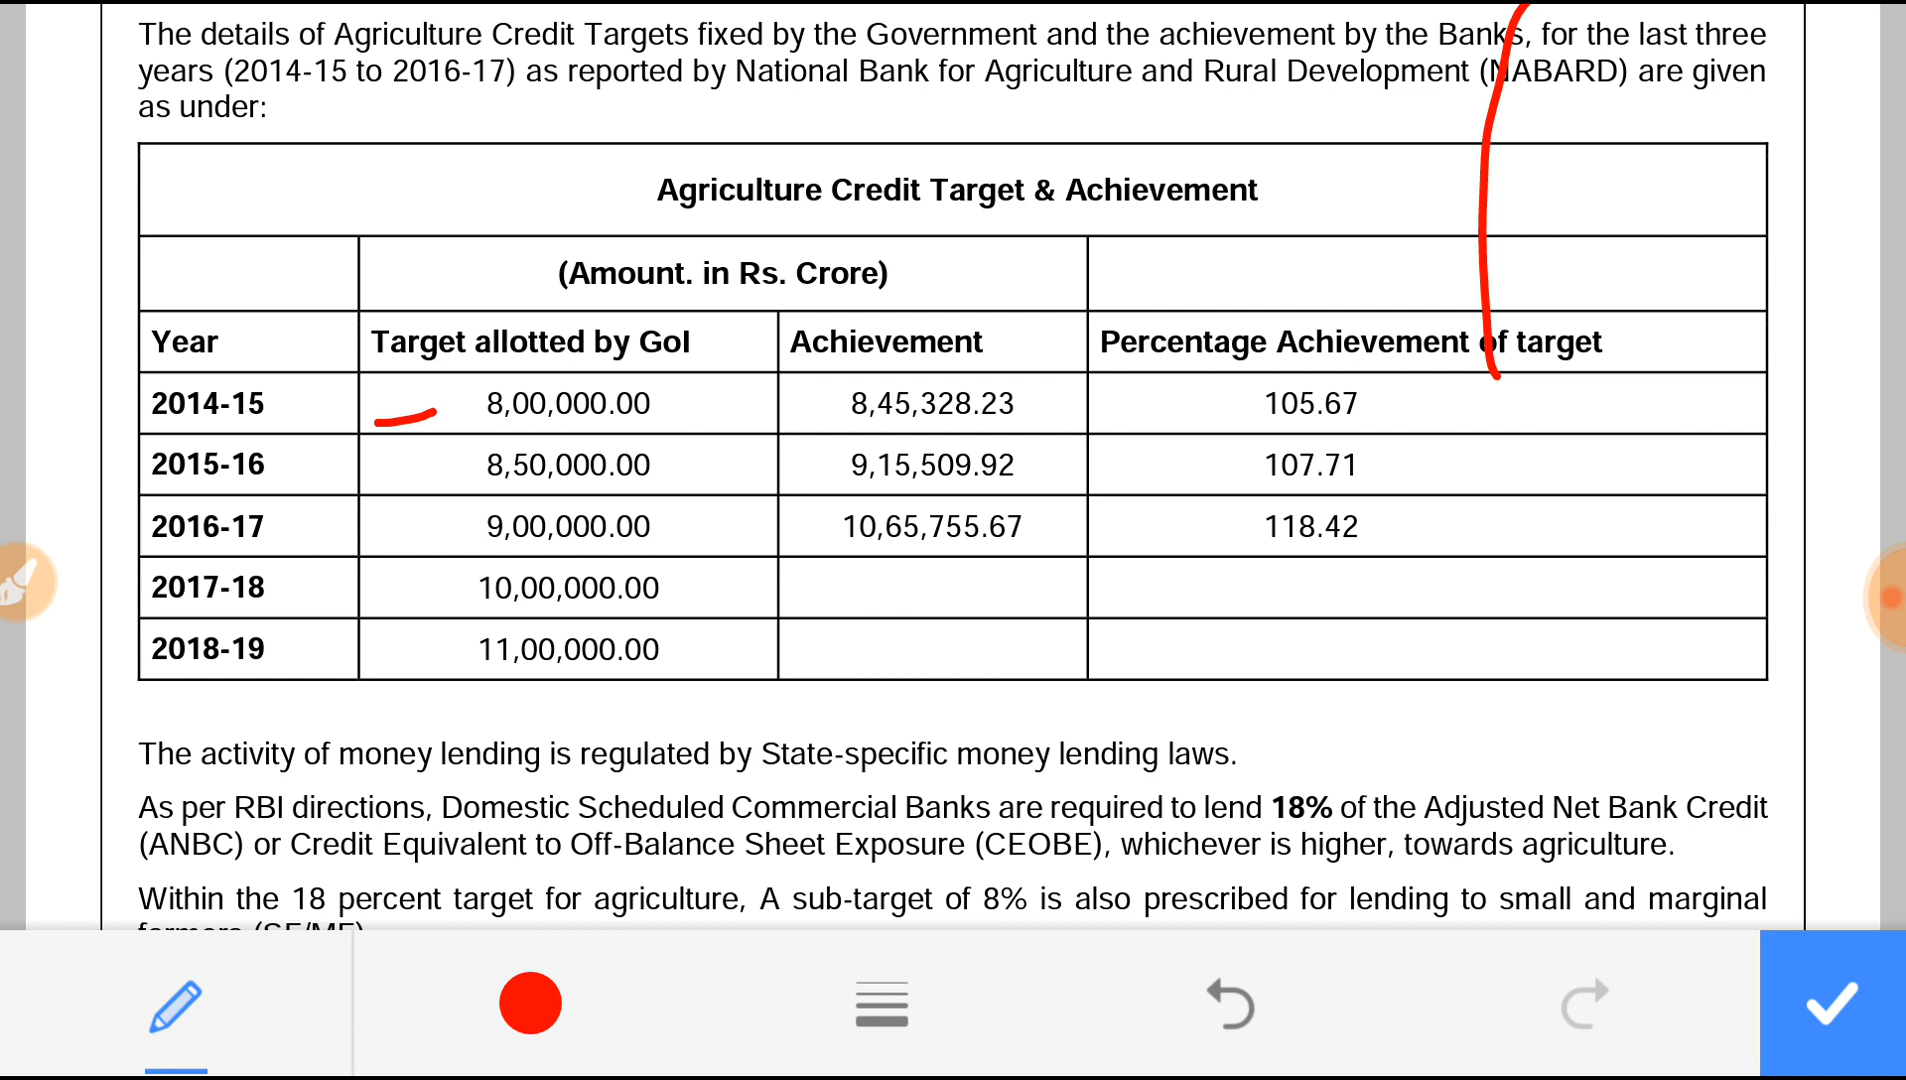 The details of Agriculture Credit Targets fixed by the Government and the achievement by the Banks, for the last three
years (2014-15 to 2016-17) as reported by National Bank for Agriculture and Rural Development (NABARD) are given
as under:
Agriculture Credit Target & Achievement
(Amount. in Rs. Crore)
Year Target allotted by GoI Achievement Percentage Achievement of target
2014-15 8,00,000.00 8,45,328.23 105.67
2015-16 8,50,000.00 9,15,509.92 107.71
2016-17 9,00,000.00 10,65,755.67 118.42
2017-18 10,00,000.00
2018-19 11,00,000.00
The activity of money lending is regulated by State-specific money lending laws.
As per RBI directions, Domestic Scheduled Commercial Banks are required to lend 18% of the Adjusted Net Bank Credit
(ANBC) or Credit Equivalent to Off-Balance Sheet Exposure (CEOBE), whichever is higher, towards agriculture.
Within the 18 percent target for agriculture, A sub-target of 8% is also prescribed for lending to small and marginal